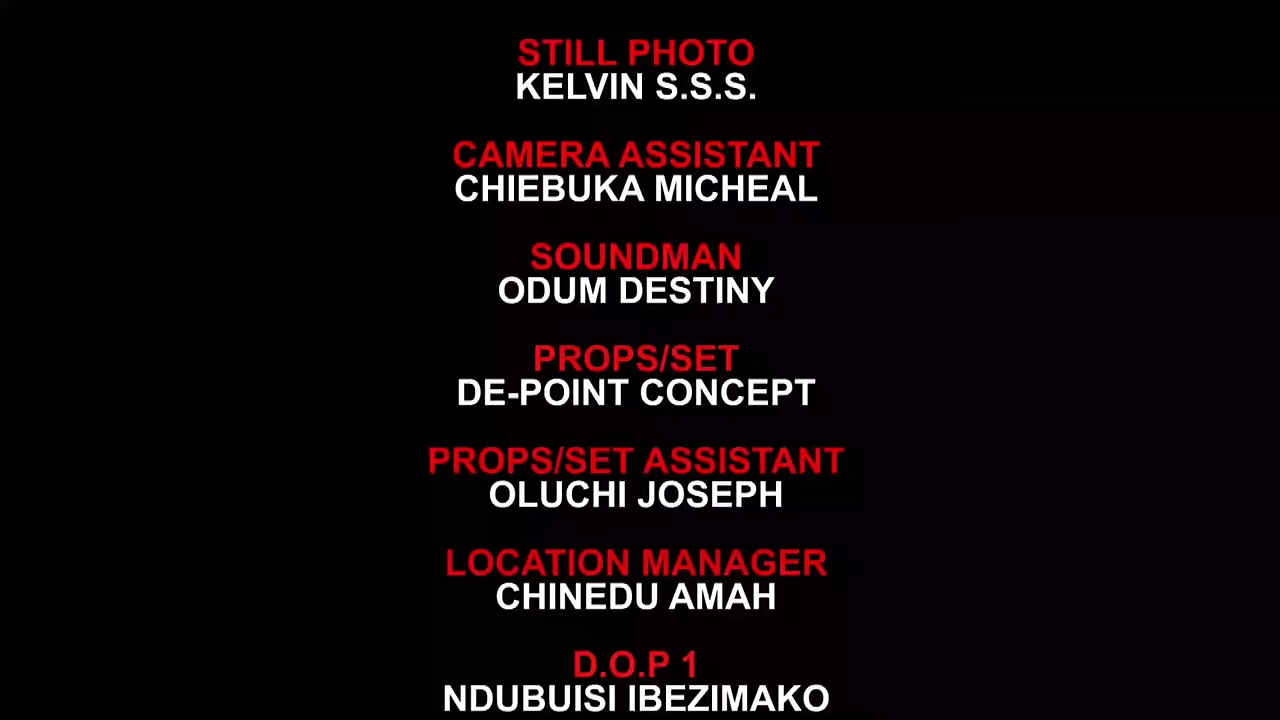 STILL PHOTO
KELVIN S.S.S.
CAMERA ASSISTANT
CHIEBUKA MICHEAL
SOUNDMAN
ODUM DESTINY
PROPS/SET
DE-POINT CONCEPT
PROPS/SET ASSISTANT
OLUCHI JOSEPH
LOCATION MANAGER
CHINEDU AMAH
D.O.P 1
NDUBUISI IBEZIMAKO